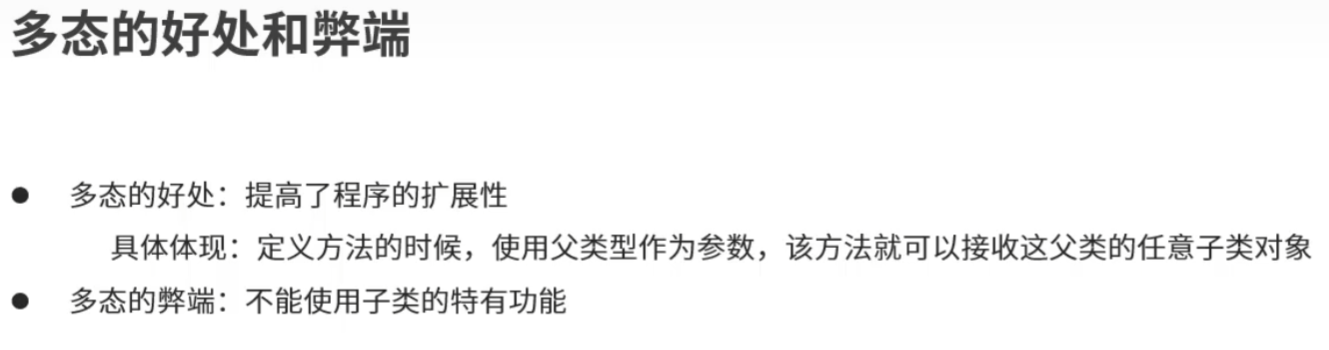 多态的好处和弊端
● 多态的好处：提高了程序的扩展性
具体体现：定义方法的时候，使用父类型作为参数，该方法就可以接收这父类的任意子类对象
● 多态的弊端：不能使用子类的特有功能